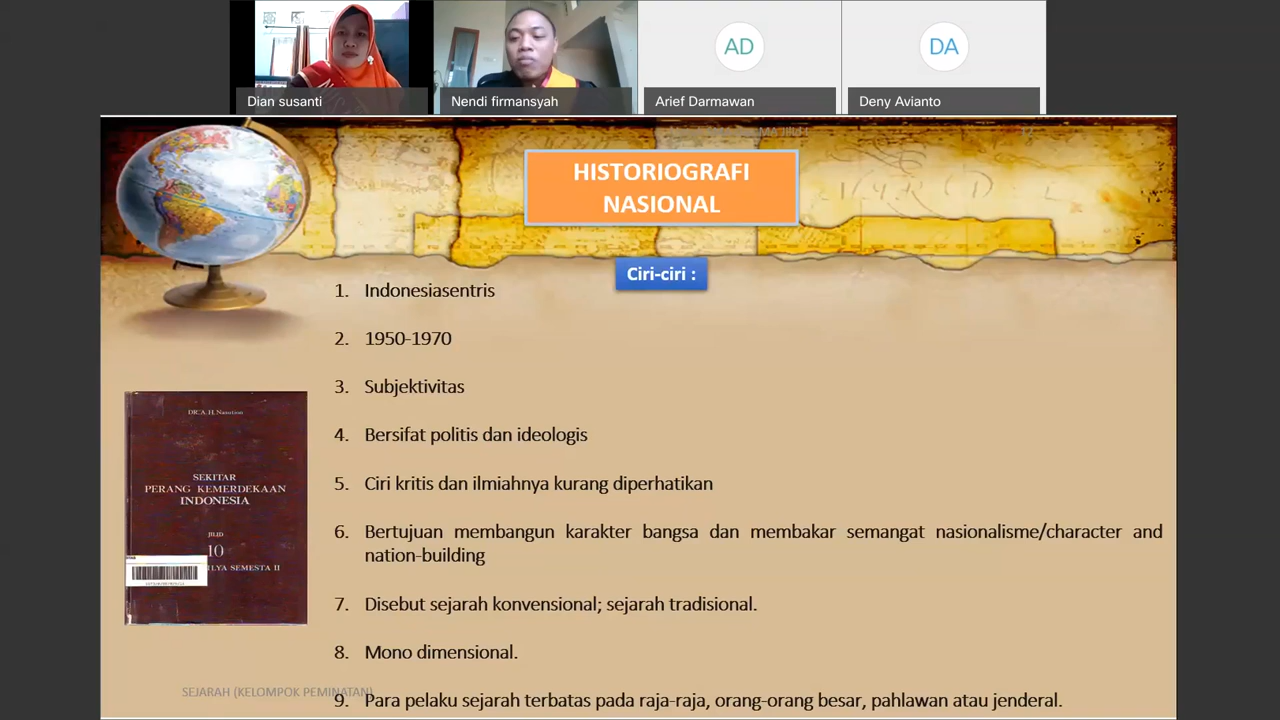 Dian susanti
Nendi firmansyah
AD
Arief Darmawan
DA
Deny Avianto
HISTORIOGRAFI
NASIONAL
Ciri-ciri :
1. Indonesiasentris
2. 1950-1970
3. Subjektivitas
4. Bersifat politis dan ideologis
5. Ciri kritis dan ilmiahnya kurang diperhatikan
6. Bertujuan membangun karakter bangsa dan membakar semangat nasionalisme/character and
nation-building
7. Disebut sejarah konvensional; sejarah tradisional.
8. Mono dimensional.
9. Para pelaku sejarah terbatas pada raja-raja, orang-orang besar, pahlawan atau jenderal.
DR. A. H. Nasution
SEKITAR
PERANG KEMERDEKAAN
INDONESIA
JILID
10
SEMESTA II
SEJARAH (KELOMPOK PEMINATAN)